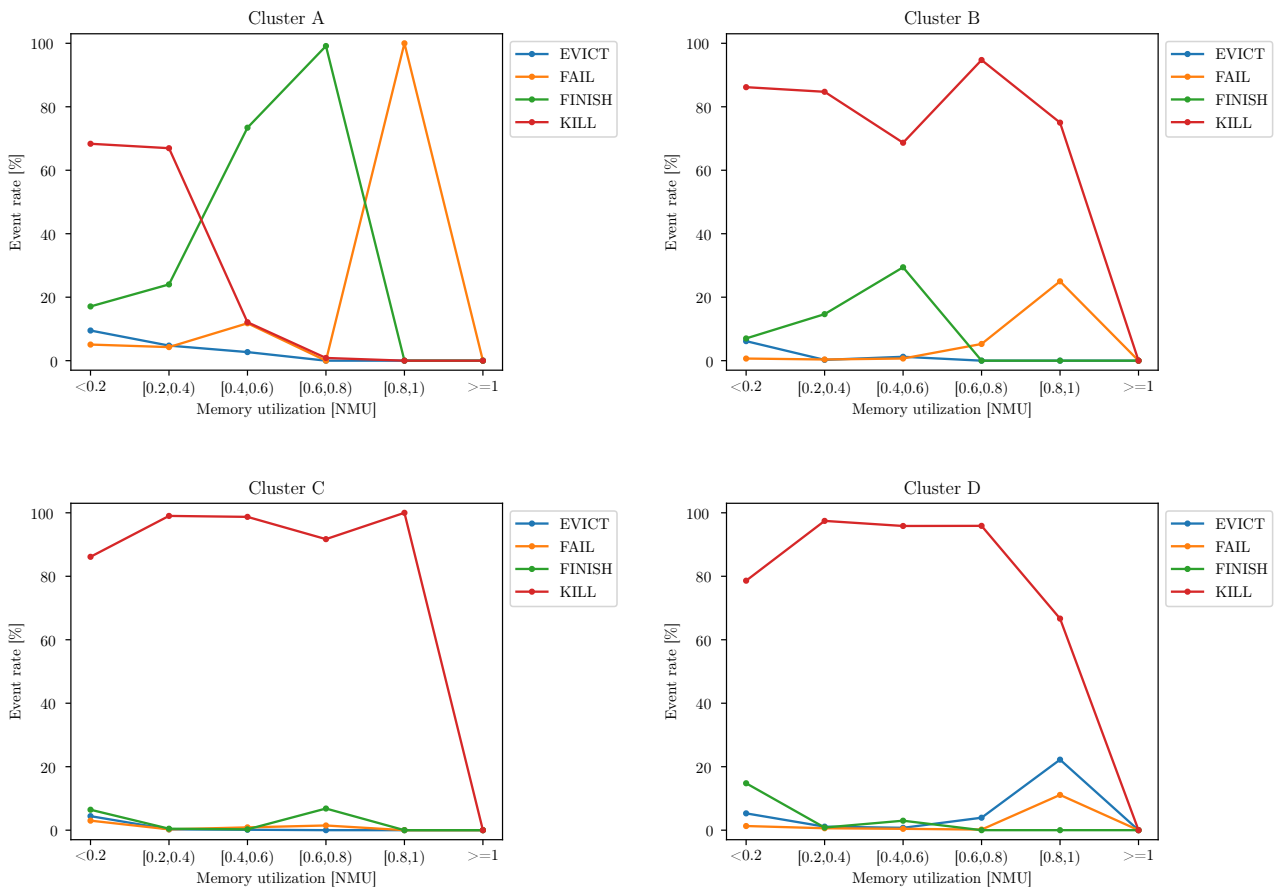 Cluster A
100
80
60
40
20
0
Event rate [%]
<0.2 [0.2,0.4) [0.4,0.6) [0.6,0.8) [0.8,1) >=1
Memory utilization [NMU]
EVICT
FAIL
FINISH
KILL
Cluster B
100
80
60
40
20
0
Event rate [%]
<0.2 [0.2,0.4) [0.4,0.6) [0.6,0.8) [0.8,1) >=1
Memory utilization [NMU]
EVICT
FAIL
FINISH
KILL
Cluster C
100
80
60
40
20
0
Event rate [%]
<0.2 [0.2,0.4) [0.4,0.6) [0.6,0.8) [0.8,1) >=1
Memory utilization [NMU]
EVICT
FAIL
FINISH
KILL
Cluster D
100
80
60
40
20
0
Event rate [%]
<0.2 [0.2,0.4) [0.4,0.6) [0.6,0.8) [0.8,1) >=1
Memory utilization [NMU]
EVICT
FAIL
FINISH
KILL